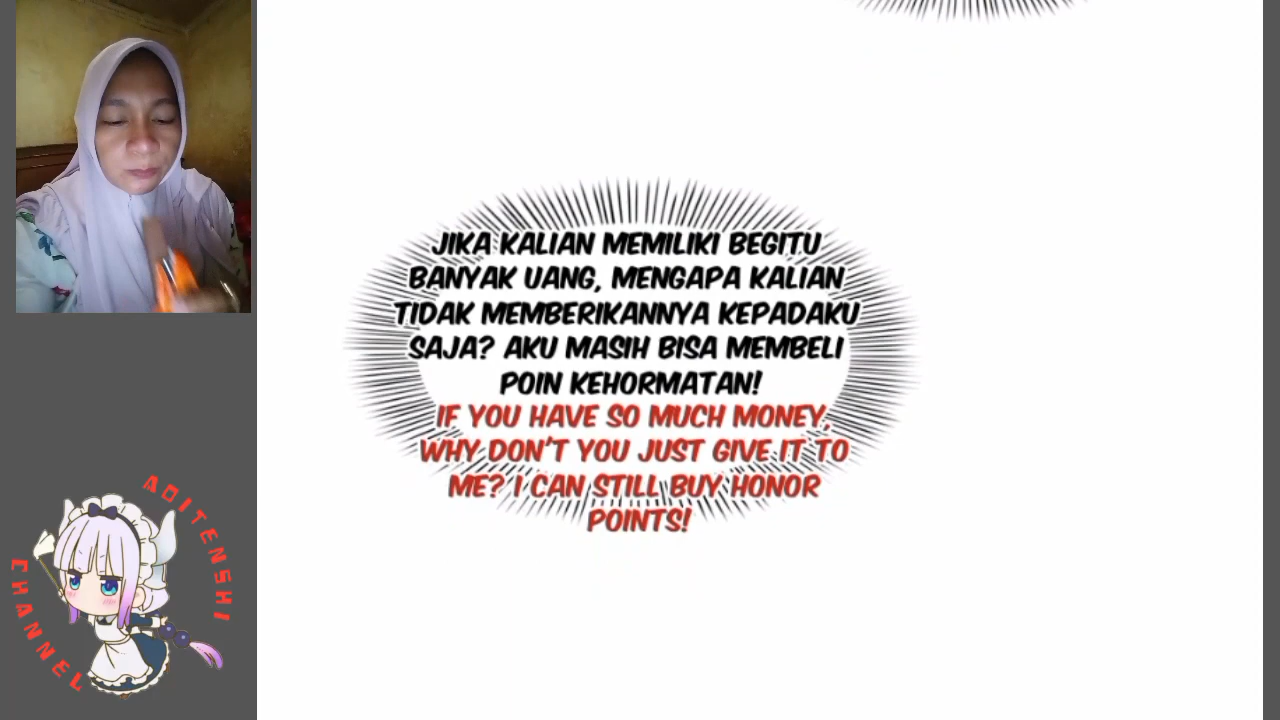 JIKA KALIAN MEMILIKI BEGITU
BANYAK UANG, MENGAPA KALIAN
TIDAK MEMBERIKANNYA KEPADAKU
SAJA? AKU MASIH BISA MEMBELI
POIN KEHORMATAN!
IF YOU HAVE SO MUCH MONEY,
WHY DON'T YOU JUST GIVE IT TO
ME? I CAN STILL BUY HONOR
POINTS!
ADITENSHI
CHANNEL